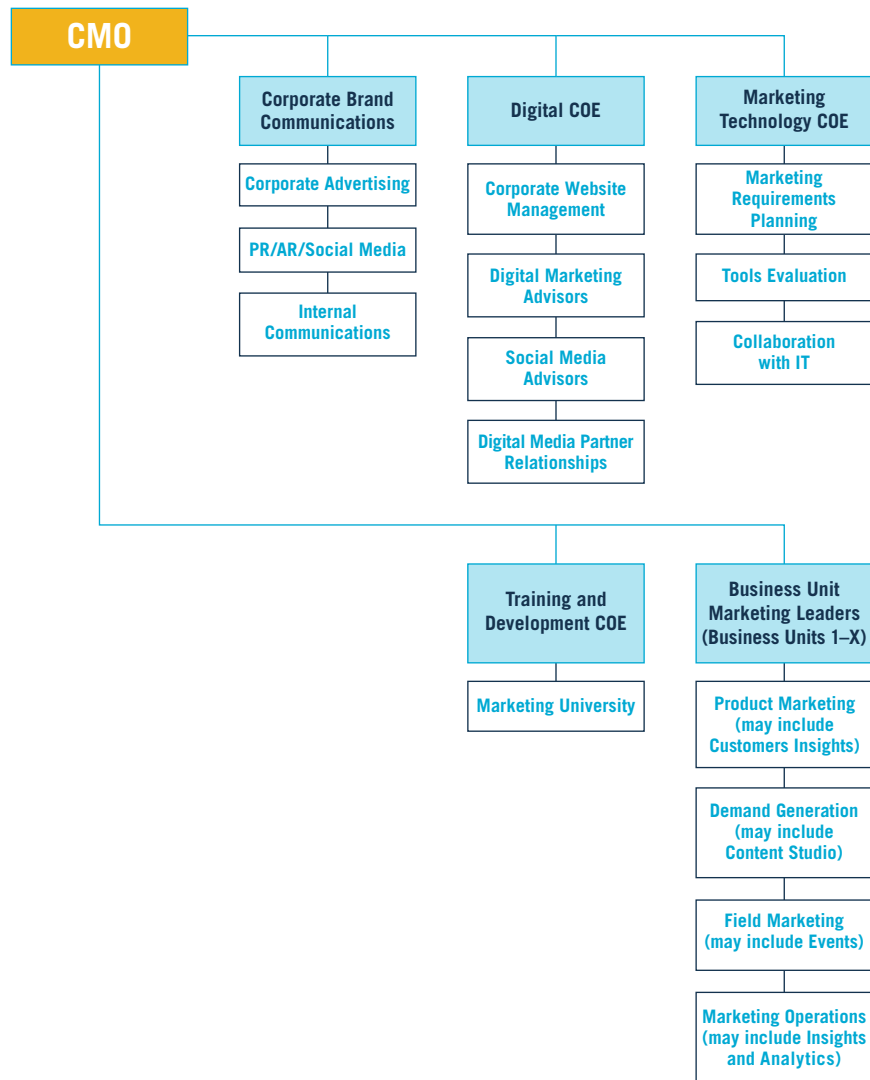 CMO
Corporate Brand
Communications
Corporate Advertising
PR/AR/Social Media
Internal
Communications
Digital COE
Corporate Website
Management
Digital Marketing
Advisors
Social Media
Advisors
Digital Media Partner
Relationships
Marketing
Technology COE
Marketing
Requirements
Planning
Tools Evaluation
Collaboration
with IT
Training and
Development COE
Marketing University
Business Unit
Marketing Leaders
(Business Units 1–X)
Product Marketing
(may include
Customers Insights)
Demand Generation
(may include
Content Studio)
Field Marketing
(may include Events)
Marketing Operations
(may include Insights
and Analytics)